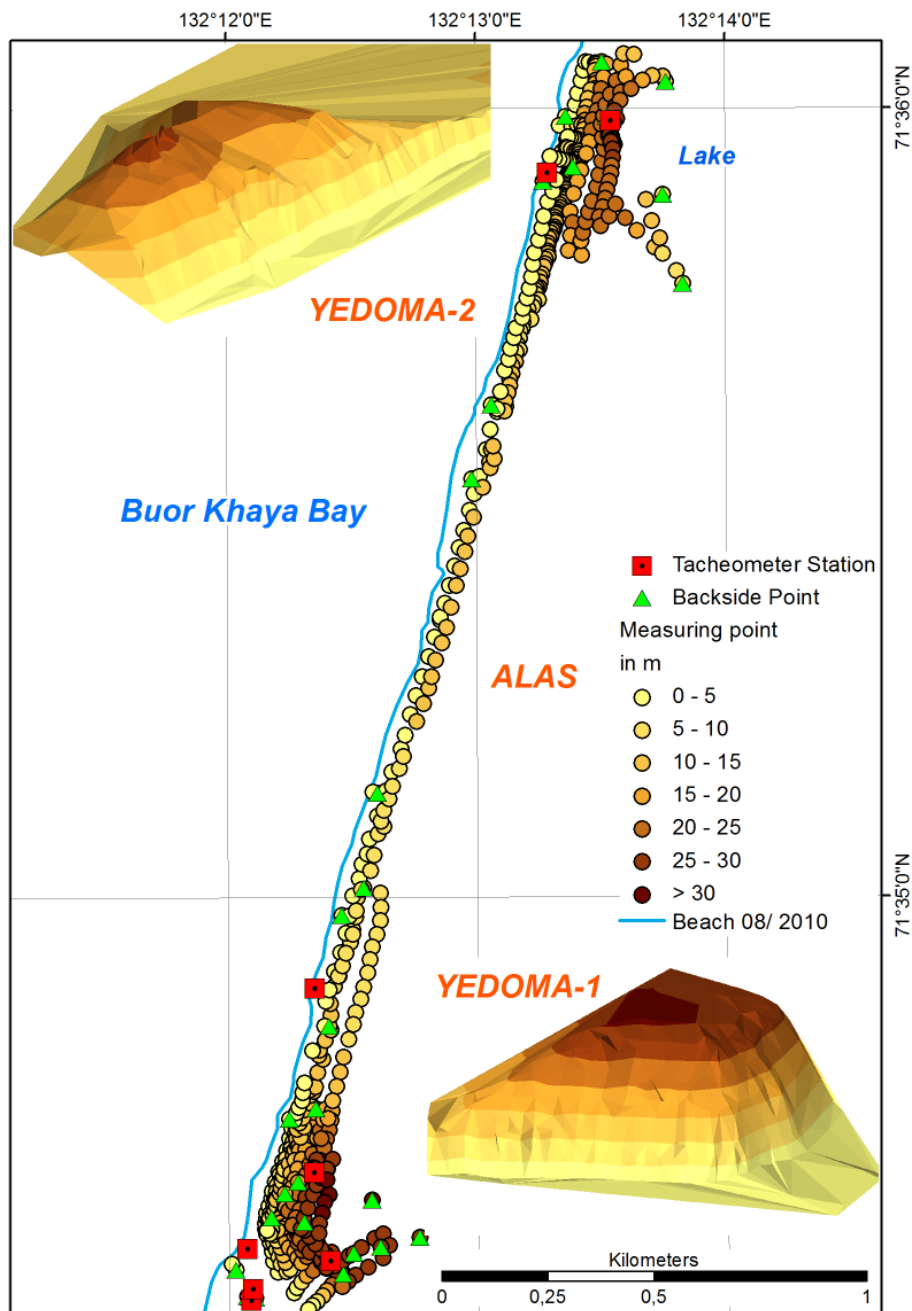 132°12'0"E 132°13'0"E 132°14'0"E
71°36'0"N
Lake
YEDOMA-2
Buor Khaya Bay
Tacheometer Station
Backside Point
Measuring point
in m
ALAS
0 - 5
5 - 10
10 - 15
15 - 20
20 - 25
25 - 30
> 30
Beach 08/ 2010
71°35'0"N
YEDOMA-1
Kilometers
0 0,25 0,5 1